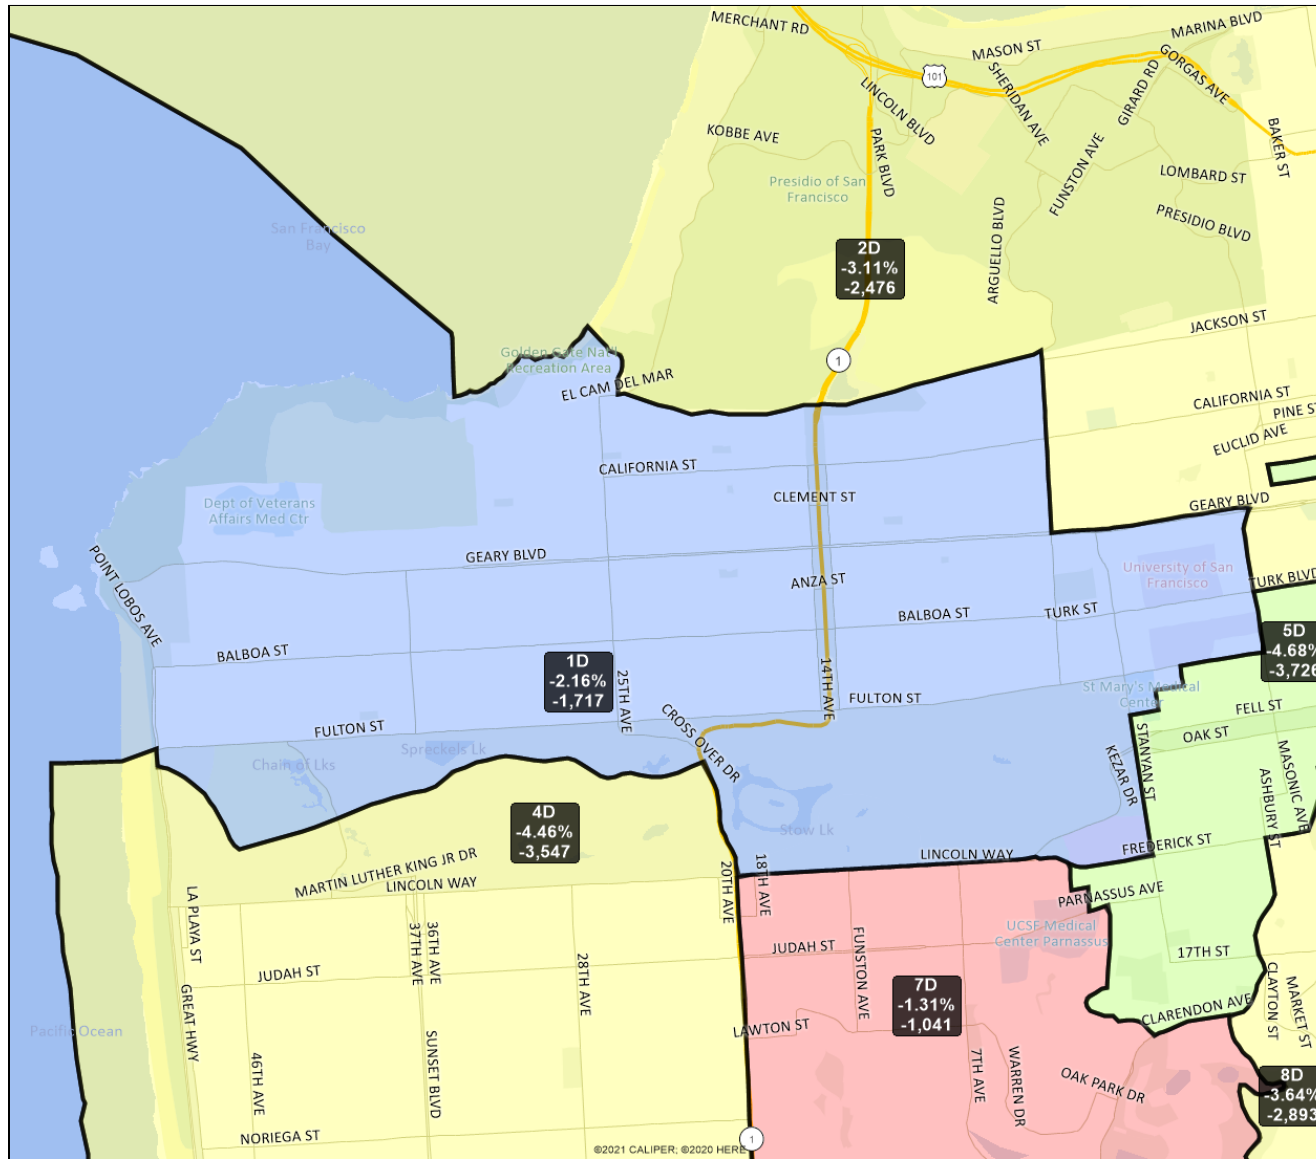 MERCHANT RD
MARINA BLVD
MASON ST
101
GORGAS AVE
SHERIDAN AVE
GIRARD RD
LINCOLN BLVD
KOBBE AVE
PARK BLVD
BAKER ST
FUNSTON AVE
LOMBARD ST
Presidio of San
Francisco
PRESIDIO BLVD
ARGUELLO BLVD
San Francisco
Bay
2D
-3.11%
-2,476
JACKSON ST
1
Golden Gate Nat'l
Recreation Area
EL CAM DEL MAR
CALIFORNIA ST
PINE ST
EUCLID AVE
CALIFORNIA ST
CLEMENT ST
GEARY BLVD
Dept of Veterans
Affairs Med Ctr
GEARY BLVD
POINT LOBOS AVE
ANZA ST
University of San
Francisco
TURK BLVD
BALBOA ST
TURK ST
BALBOA ST
5D
-4.68%
-3,726
1D
-2.16%
-1,717
25TH AVE
14TH AVE
FULTON ST
St Mary's Medical
Center
FULTON ST
CROSS OVER DR
FELL ST
OAK ST
STANYAN ST
KEZAR DR
MASONIC AVE
ASHBURY ST
Spreckels Lk
Chain of Lks
4D
-4.46%
-3,547
Stow Lk
FREDERICK ST
LINCOLN WAY
MARTIN LUTHER KING JR DR
LINCOLN WAY
20TH AVE
18TH AVE
PARNASSUS AVE
LA PLAYA ST
37TH AVE
36TH AVE
UCSF Medical
Center Parnassus
JUDAH ST
FUNSTON AVE
17TH ST
JUDAH ST
28TH AVE
GREAT HWY
7D
-1.31%
-1,041
CLARENDON AVE
CLAYTON ST
MARKET ST
LAWTON ST
Pacific Ocean
46TH AVE
SUNSET BLVD
7TH AVE
WARREN DR
OAK PARK DR
8D
-3.64%
-2,893
NORIEGA ST
1
©2021 CALIPER; ©2020 HERE